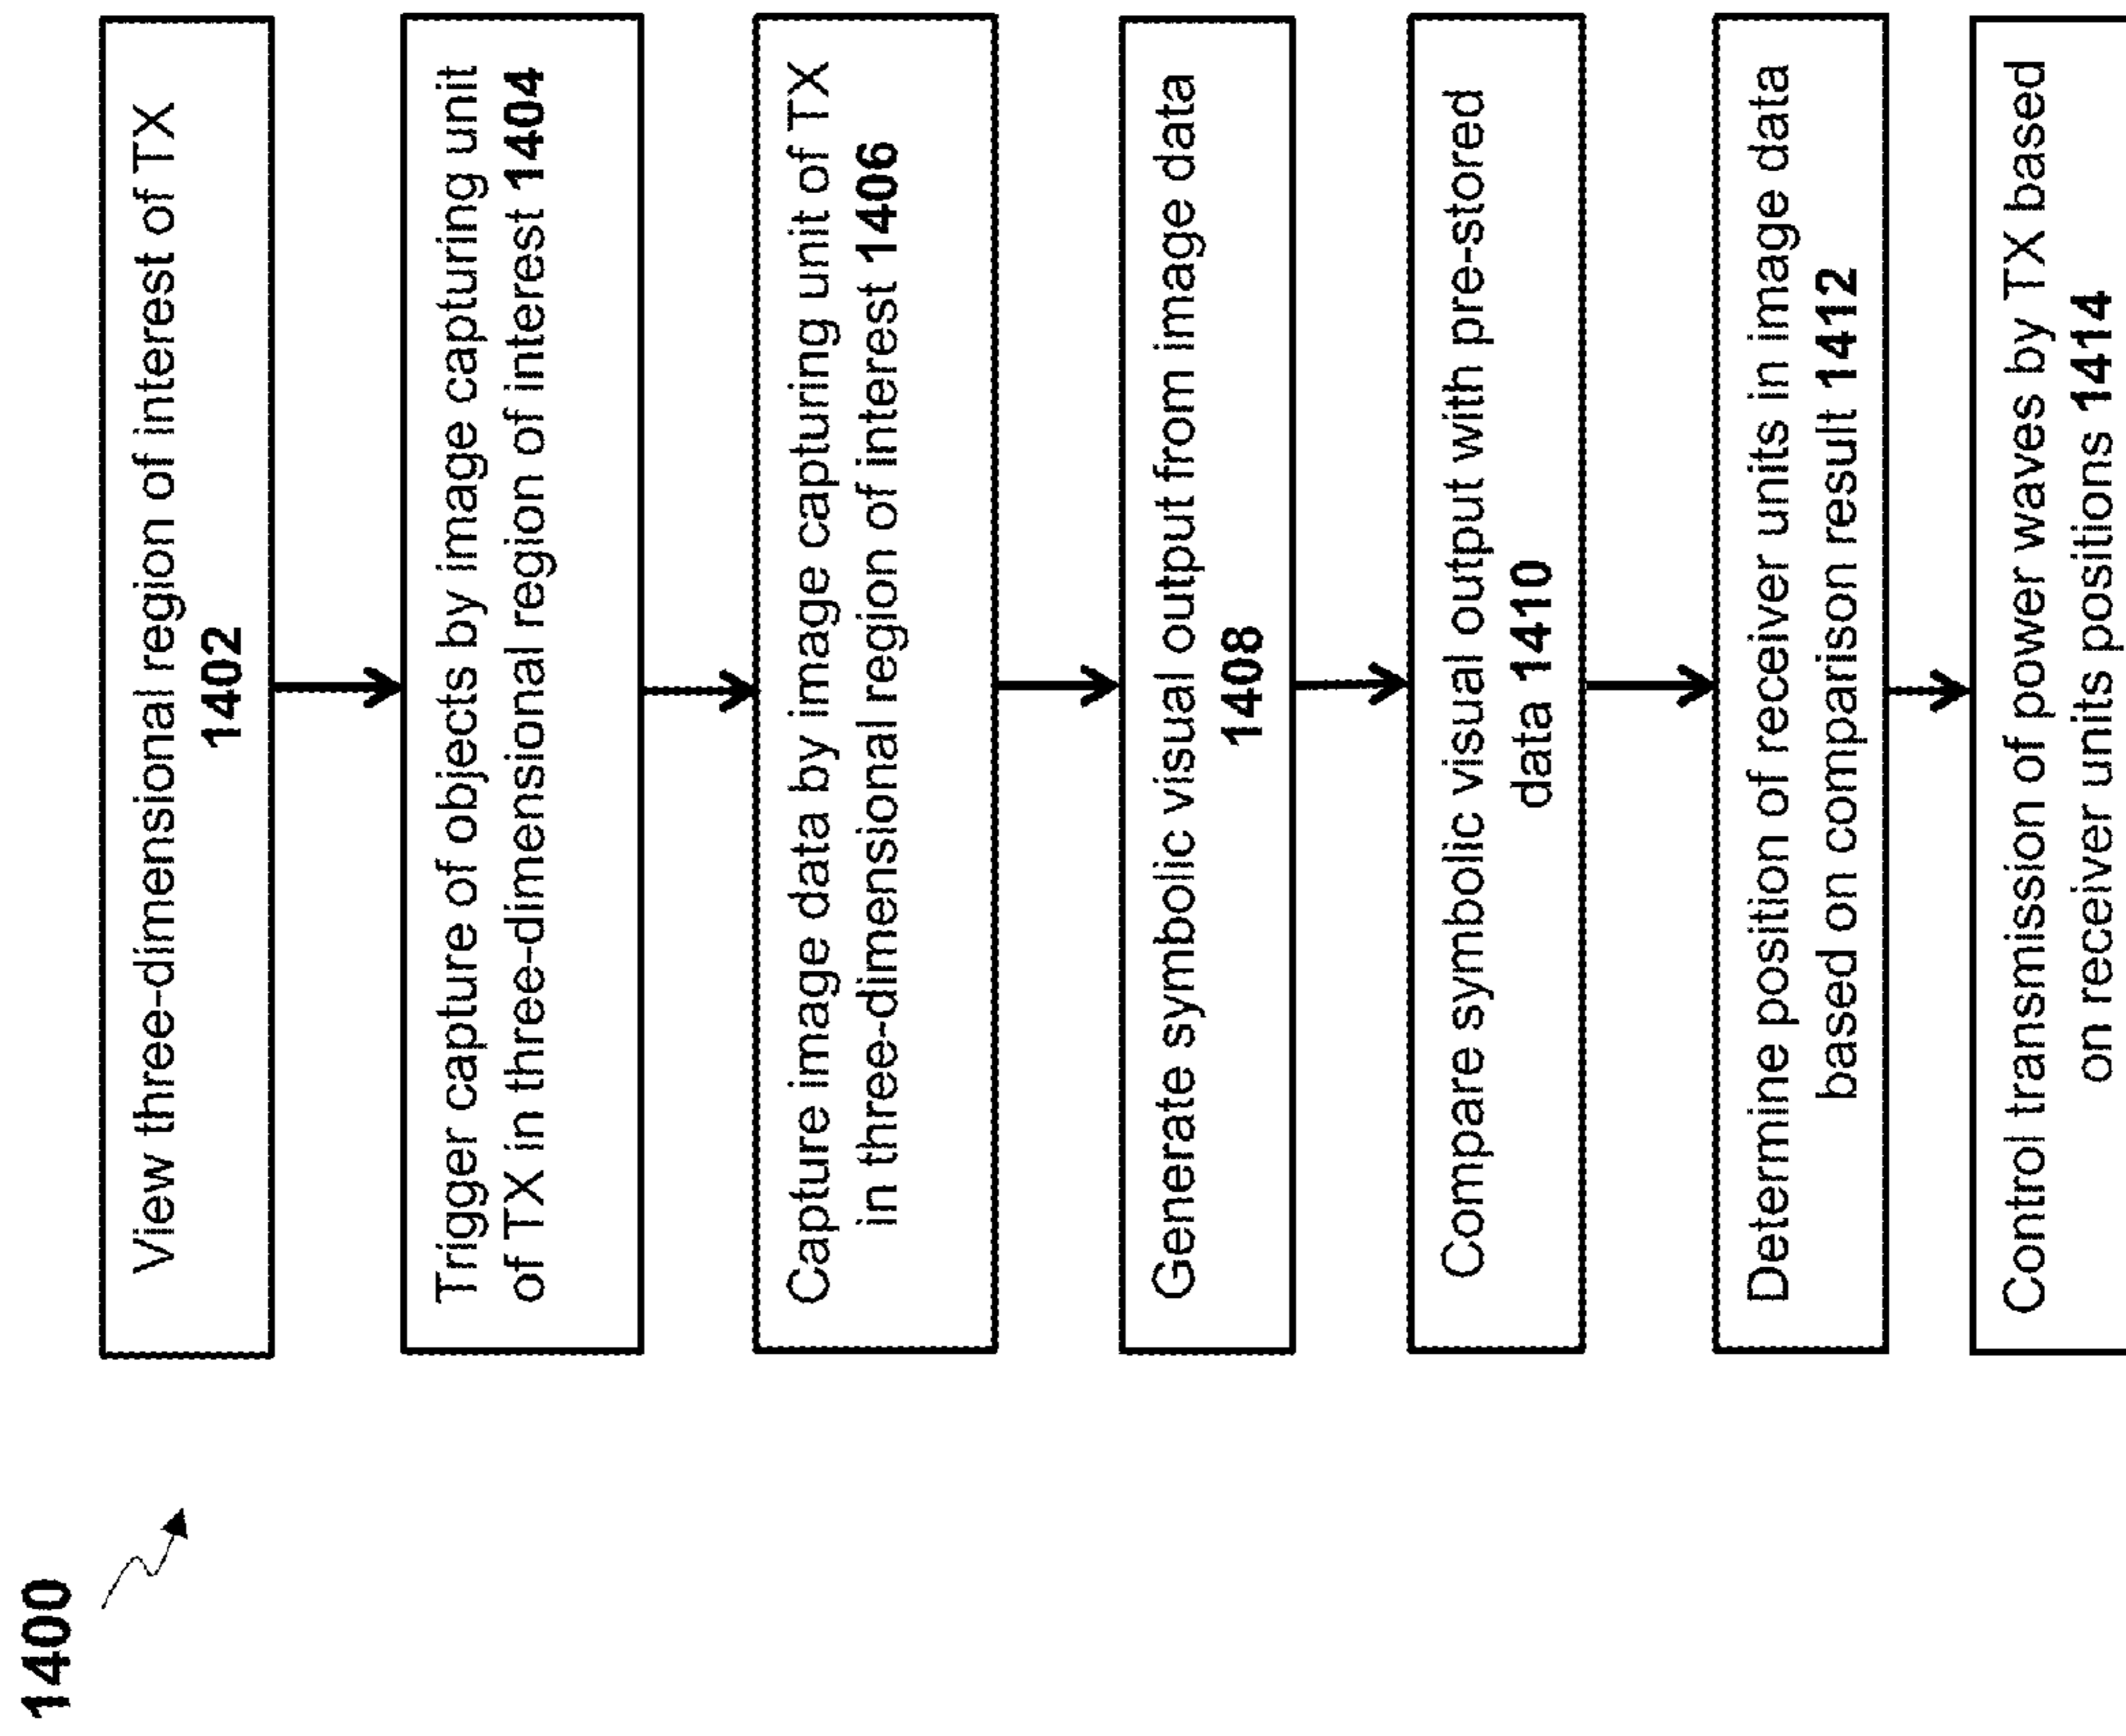 1400
View three-dimensional region of interest of TX
1402
Trigger capture of objects by image capturing unit
of TX in three-dimensional region of interest 1404
Capture image data by image capturing unit of TX
in three-dimensional region of interest 1406
Generate symbolic visual output from image data
1408
Compare symbolic visual output with pre-stored
data 1410
Determine position of receiver units in image data
based on comparison result 1412
Control transmission of power waves by TX based
on receiver units positions 1414